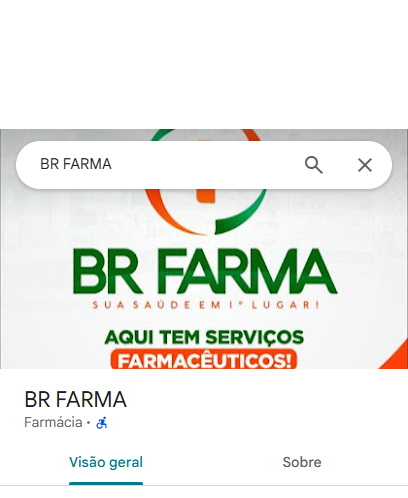 BR FARMA
BR FARMA
SUA SAÚDE EM 1º LUGAR!
AQUI TEM SERVIÇOS
FARMACÊUTICOS!
BR FARMA
Farmácia ·
Visão geral
Sobre